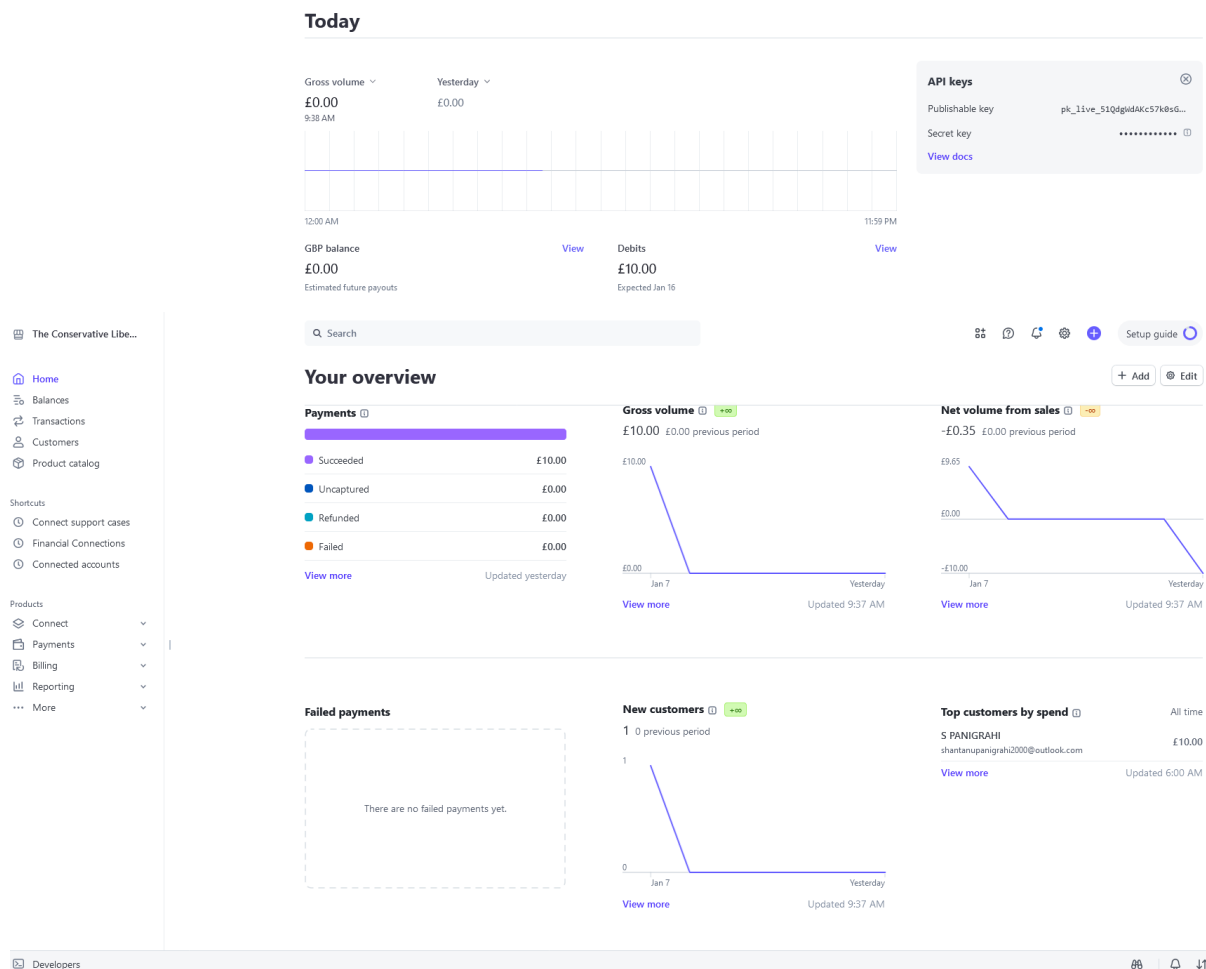 Today
Gross volume
Yesterday
£0.00
£0.00
9:38 AM
12:00 AM
11:59 PM
GBP balance
View
£0.00
Estimated future payouts
Debits
View
£10.00
Expected Jan 16
API keys
Publishable key
pk_live_51QdgWdAKc57k0sG…
Secret key
••••••••••••
View docs
The Conservative Libe...
Home
Balances
Transactions
Customers
Product catalog
Shortcuts
Connect support cases
Financial Connections
Connected accounts
Products
Connect
Payments
Billing
Reporting
More
Search
Setup guide
Your overview
+ Add
Edit
Payments
Succeeded £10.00
Uncaptured £0.00
Refunded £0.00
Failed £0.00
View more Updated yesterday
Gross volume +∞
£10.00 £0.00 previous period
£10.00
£0.00
Jan 7 Yesterday
View more Updated 9:37 AM
Net volume from sales -∞
-£0.35 £0.00 previous period
£9.65
£0.00
-£10.00
Jan 7 Yesterday
View more Updated 9:37 AM
Failed payments
There are no failed payments yet.
New customers +∞
1 0 previous period
1
0
Jan 7 Yesterday
View more Updated 9:37 AM
Top customers by spend All time
S PANIGRAHI
shantanupanigrahi2000@outlook.com
£10.00
View more Updated 6:00 AM
Developers